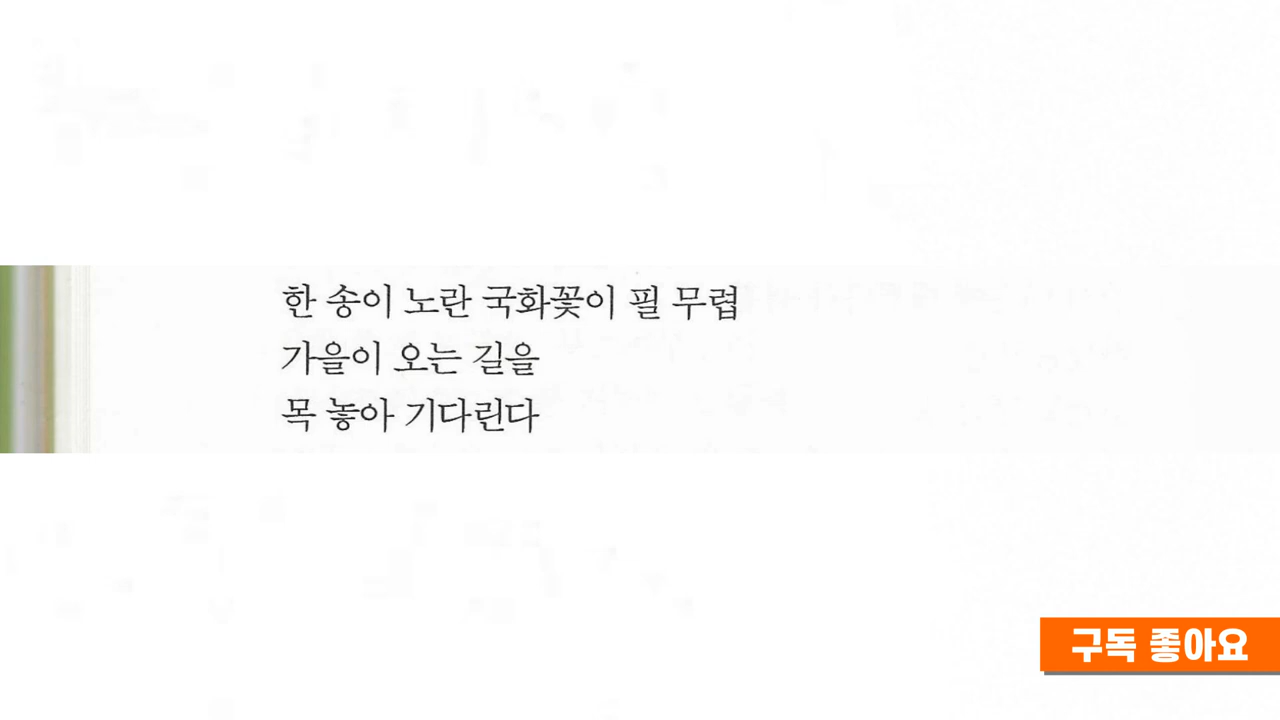 한 송이 노란 국화꽃이 필 무렵
가을이 오는 길을
목 놓아 기다린다
구독 좋아요